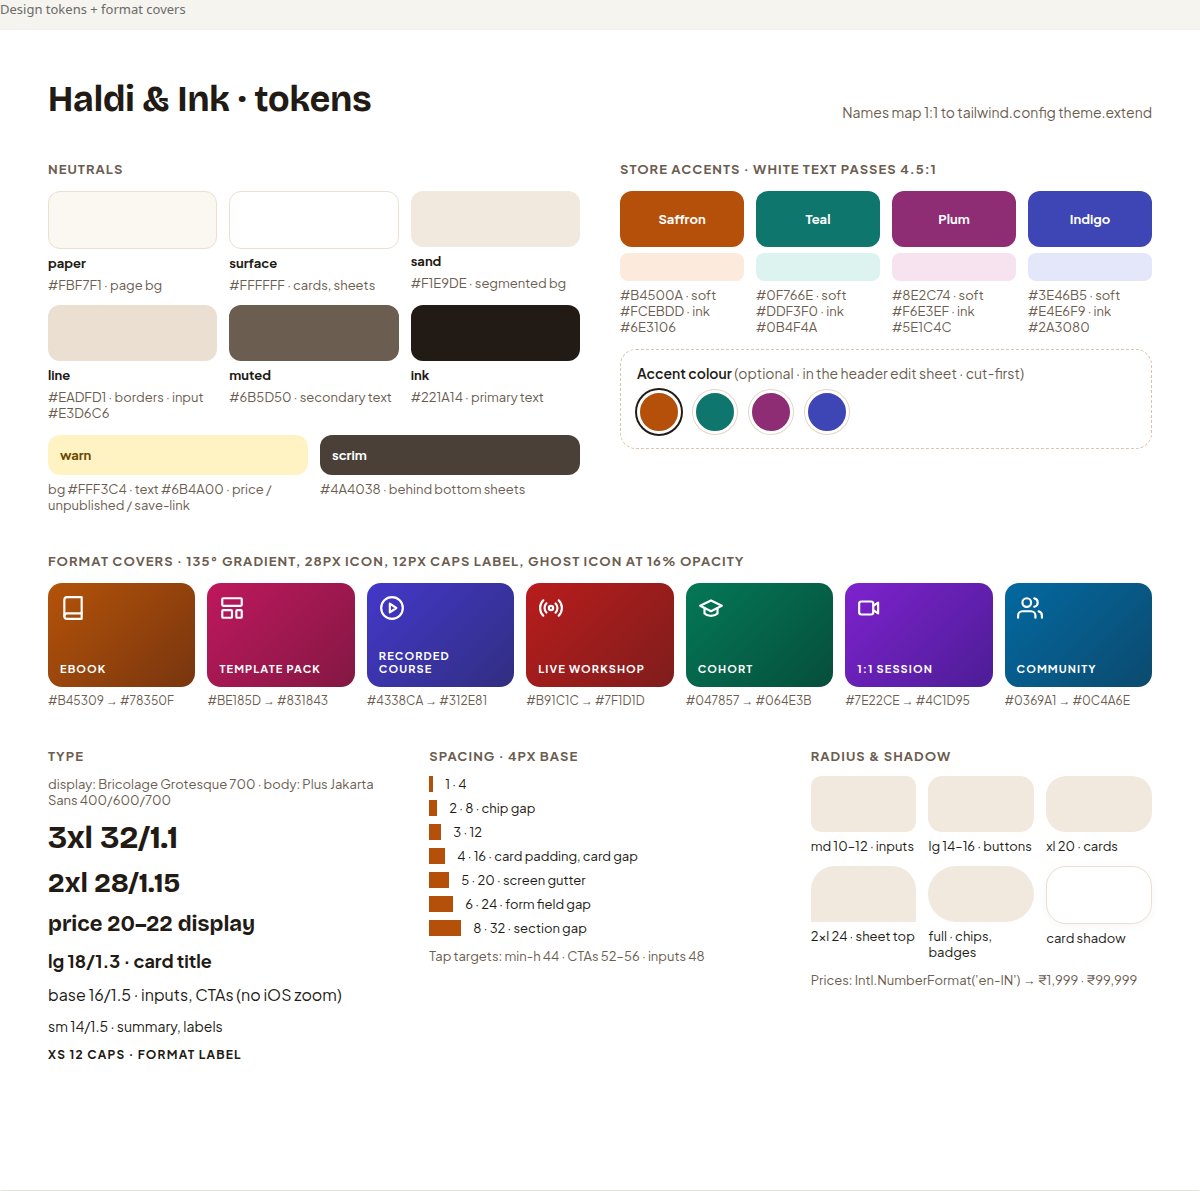 Design tokens + format covers
Haldi & Ink · tokens
Names map 1:1 to tailwind.config theme.extend
NEUTRALS
paper
#FBF7F1 · page bg
surface
#FFFFFF · cards, sheets
sand
#F1E9DE · segmented bg
line
#EADFD1 · borders · input
#E3D6C6
muted
#6B5D50 · secondary text
ink
#221A14 · primary text
warn
bg #FFF3C4 · text #6B4A00 · price /
unpublished / save-link
scrim
#4A4038 · behind bottom sheets
STORE ACCENTS · WHITE TEXT PASSES 4.5:1
Saffron
#B4500A · soft
#FCEBDD · ink
#6E3106
Teal
#0F766E · soft
#DDF3F0 · ink
#0B4F4A
Plum
#8E2C74 · soft
#F6E3EF · ink
#5E1C4C
Indigo
#3E46B5 · soft
#E4E6F9 · ink
#2A3080
Accent colour (optional · in the header edit sheet · cut-first)
FORMAT COVERS · 135° GRADIENT, 28PX ICON, 12PX CAPS LABEL, GHOST ICON AT 16% OPACITY
EBOOK
#B45309 → #78350F
TEMPLATE PACK
#BE185D → #831843
RECORDED
COURSE
#4338CA → #312E81
LIVE WORKSHOP
#B91C1C → #7F1D1D
COHORT
#047857 → #064E3B
1:1 SESSION
#7E22CE → #4C1D95
COMMUNITY
#0369A1 → #0C4A6E
TYPE
display: Bricolage Grotesque 700 · body: Plus Jakarta
Sans 400/600/700
3xl 32/1.1
2xl 28/1.15
price 20–22 display
lg 18/1.3 · card title
base 16/1.5 · inputs, CTAs (no iOS zoom)
sm 14/1.5 · summary, labels
XS 12 CAPS · FORMAT LABEL
SPACING · 4PX BASE
1 · 4
2 · 8 · chip gap
3 · 12
4 · 16 · card padding, card gap
5 · 20 · screen gutter
6 · 24 · form field gap
8 · 32 · section gap
Tap targets: min-h 44 · CTAs 52–56 · inputs 48
RADIUS & SHADOW
md 10–12 · inputs
lg 14–16 · buttons
xl 20 · cards
2xl 24 · sheet top
full · chips,
badges
card shadow
Prices: Intl.NumberFormat('en-IN') → ₹1,999 · ₹99,999